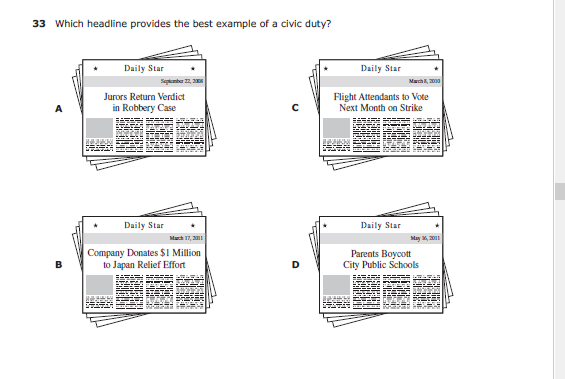 33 Which headline provides the best example of a civic duty?
A
Daily Star
September 22, 2008
Jurors Return Verdict
in Robbery Case
B
Daily Star
March 17, 2011
Company Donates $1 Million
to Japan Relief Effort
C
Daily Star
March 8, 2010
Flight Attendants to Vote
Next Month on Strike
D
Daily Star
May 16, 2011
Parents Boycott
City Public Schools